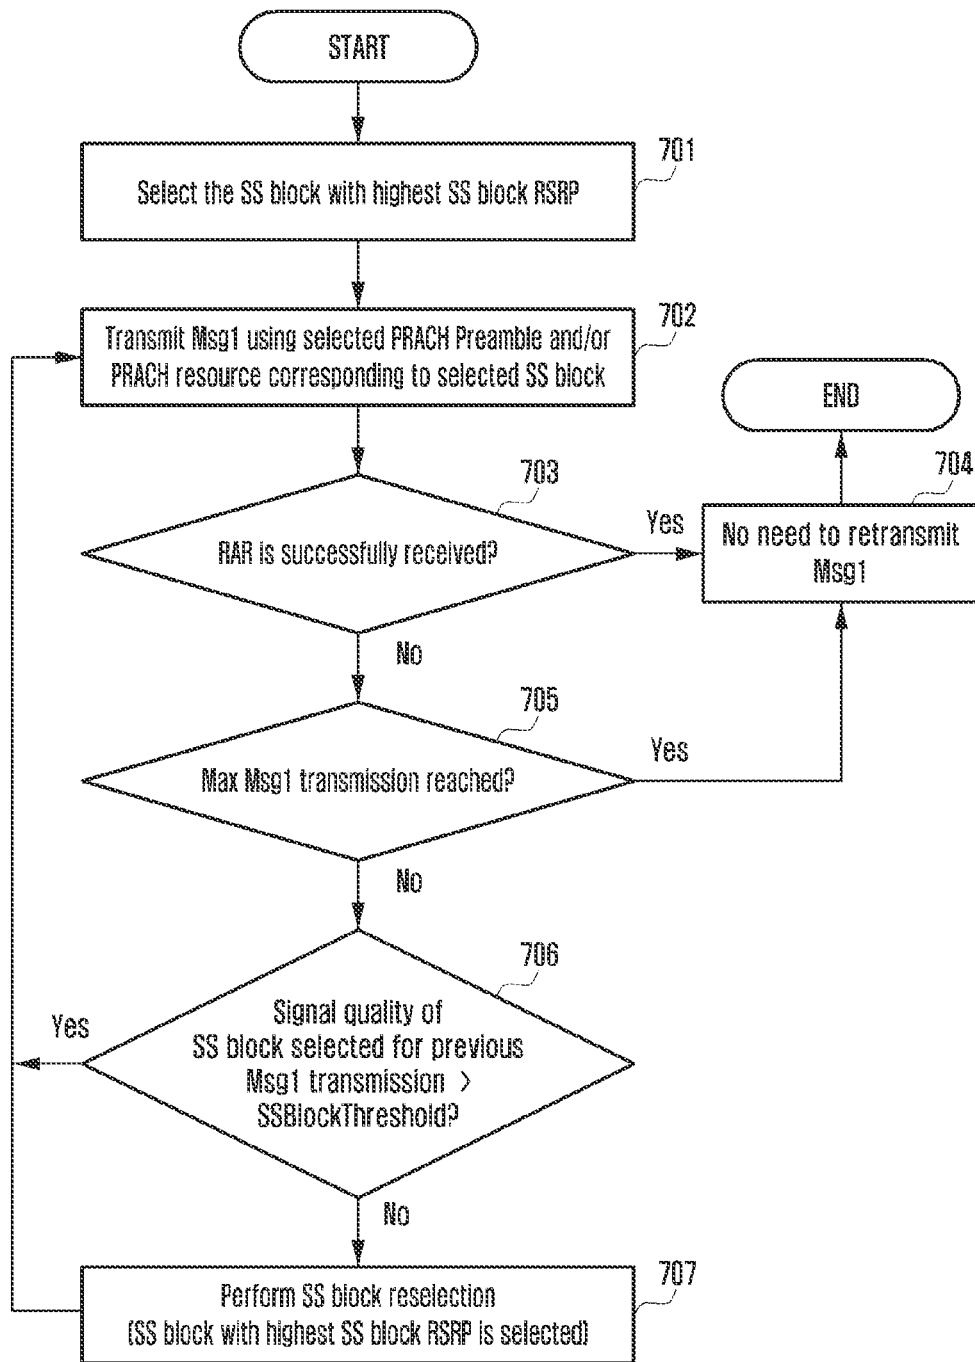 START
701
Select the SS block with highest SS block RSRP
702
Transmit Msg1 using selected PRACH Preamble and/or
PRACH resource corresponding to selected SS block
END
703
704
RAR is successfully received?
Yes
No need to retransmit
Msg1
No
705
Max Msg1 transmission reached?
Yes
No
706
Signal quality of
SS block selected for previous
Msg1 transmission >
SSBlockThreshold?
Yes
No
707
Perform SS block reselection
(SS block with highest SS block RSRP is selected)